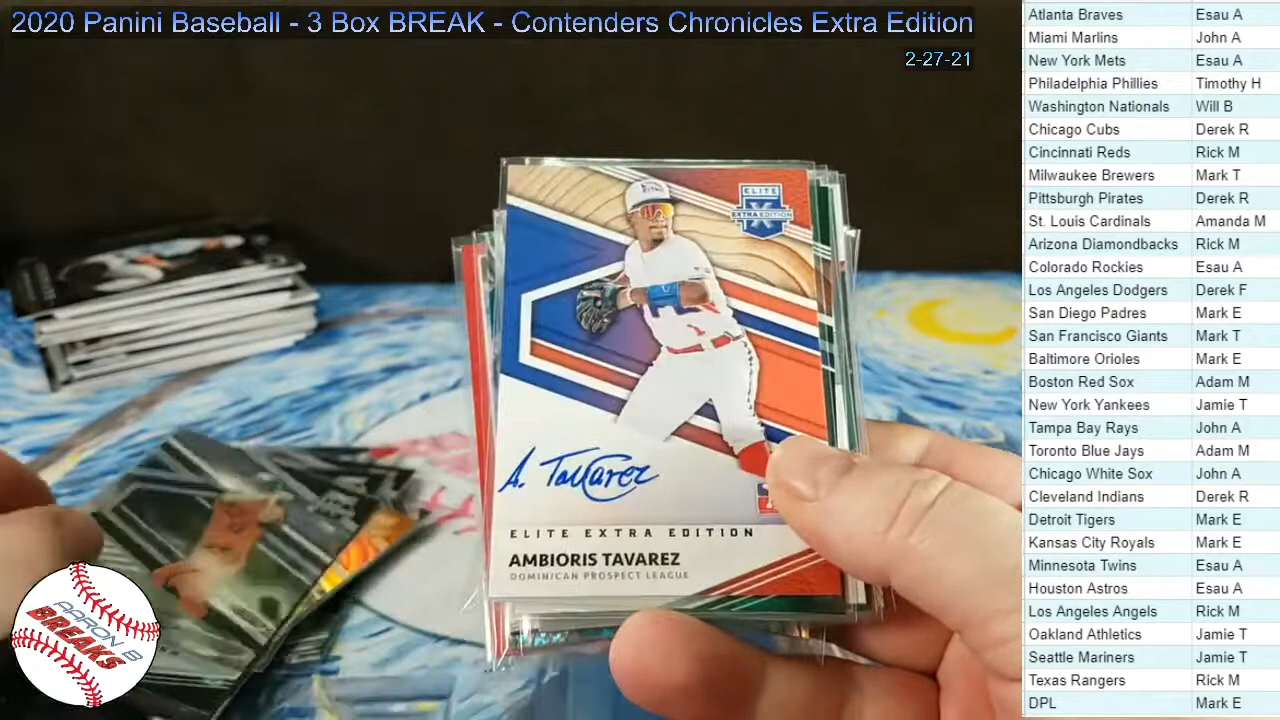 2020 Panini Baseball - 3 Box BREAK - Contenders Chronicles Extra Edition
2-27-21
ELITE
EXTRA EDITION
A. Tavarez
ELITE EXTRA EDITION
AMBIORIS TAVAREZ
DOMINICAN PROSPECT LEAGUE
AARON B
BREAKS
Atlanta Braves Esau A
Miami Marlins John A
New York Mets Esau A
Philadelphia Phillies Timothy H
Washington Nationals Will B
Chicago Cubs Derek R
Cincinnati Reds Rick M
Milwaukee Brewers Mark T
Pittsburgh Pirates Derek R
St. Louis Cardinals Amanda M
Arizona Diamondbacks Rick M
Colorado Rockies Esau A
Los Angeles Dodgers Derek F
San Diego Padres Mark E
San Francisco Giants Mark T
Baltimore Orioles Mark E
Boston Red Sox Adam M
New York Yankees Jamie T
Tampa Bay Rays John A
Toronto Blue Jays Adam M
Chicago White Sox John A
Cleveland Indians Derek R
Detroit Tigers Mark E
Kansas City Royals Mark E
Minnesota Twins Esau A
Houston Astros Esau A
Los Angeles Angels Rick M
Oakland Athletics Jamie T
Seattle Mariners Jamie T
Texas Rangers Rick M
DPL Mark E